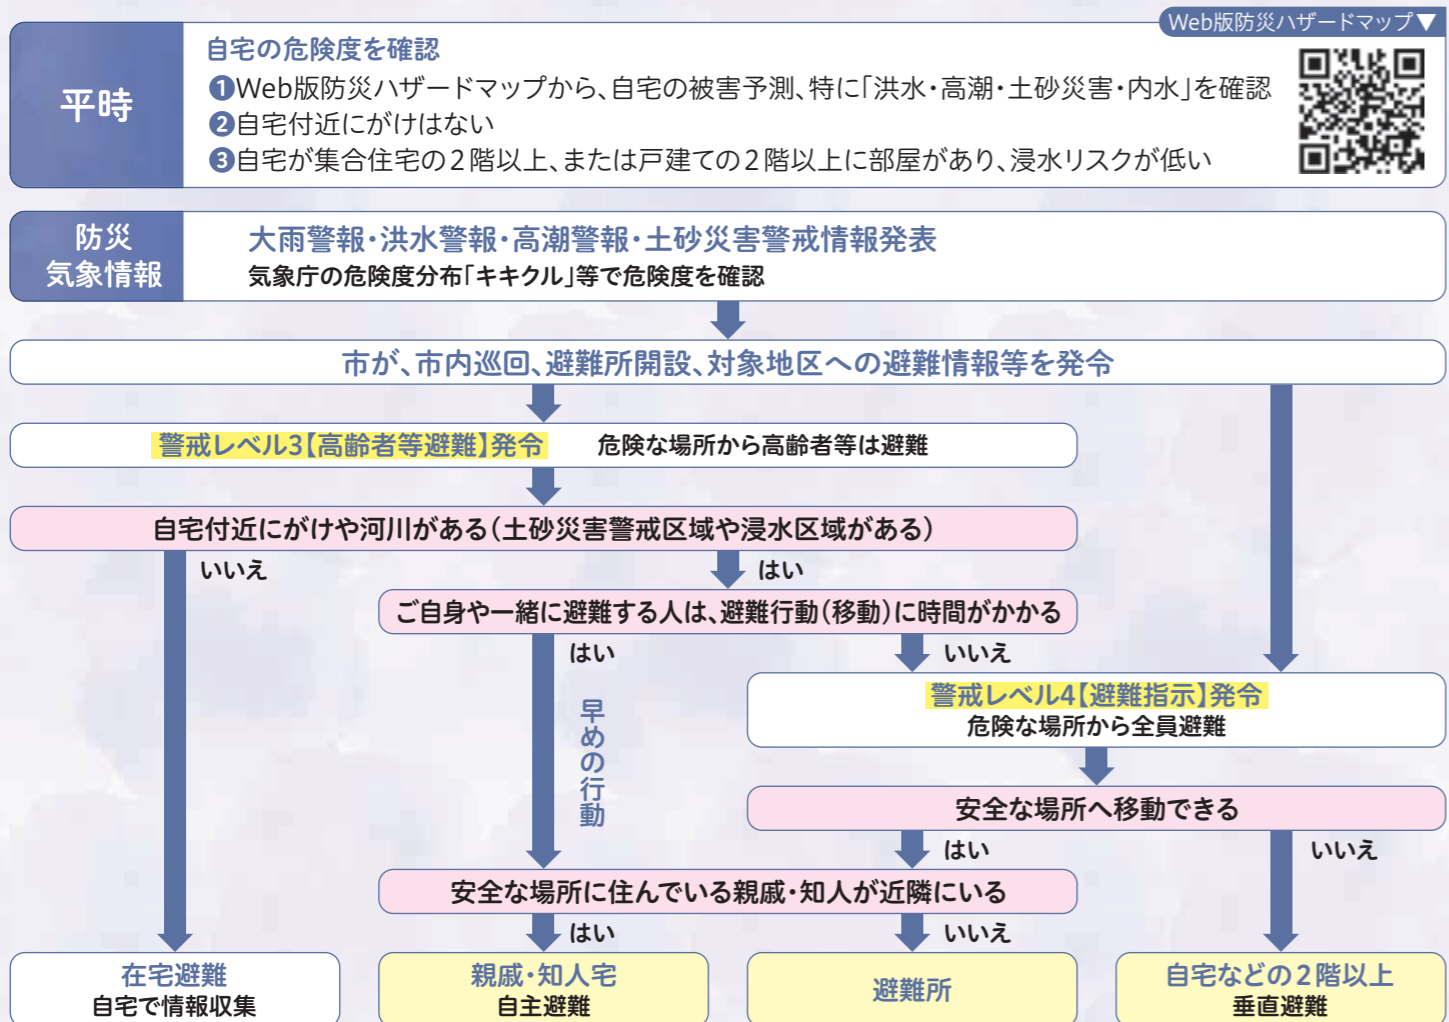 Web版防災ハザードマップ▼
平時
自宅の危険度を確認
❶Web版防災ハザードマップから、自宅の被害予測、特に「洪水・高潮・土砂災害・内水」を確認
❷自宅付近にがけはない
❸自宅が集合住宅の2階以上、または戸建ての2階以上に部屋があり、浸水リスクが低い
防災
気象情報
大雨警報・洪水警報・高潮警報・土砂災害警戒情報発表
気象庁の危険度分布「キキクル」等で危険度を確認
市が、市内巡回、避難所開設、対象地区への避難情報等を発令
警戒レベル3【高齢者等避難】発令 危険な場所から高齢者等は避難
自宅付近にがけや河川がある(土砂災害警戒区域や浸水区域がある)
いいえ
はい
ご自身や一緒に避難する人は、避難行動(移動)に時間がかかる
はい
いいえ
早めの行動
警戒レベル4【避難指示】発令
危険な場所から全員避難
安全な場所へ移動できる
はい
いいえ
安全な場所に住んでいる親戚・知人が近隣にいる
はい
いいえ
在宅避難
自宅で情報収集
親戚・知人宅
自主避難
避難所
自宅などの2階以上
垂直避難